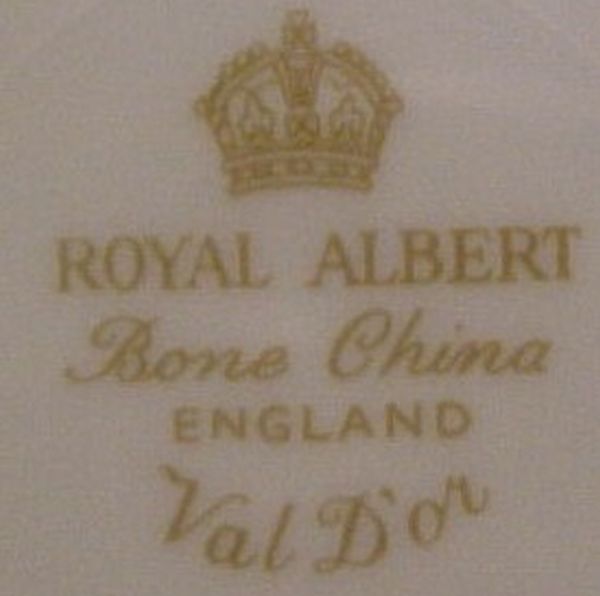 ROYAL ALBERT
Bone China
ENGLAND
Val D'or